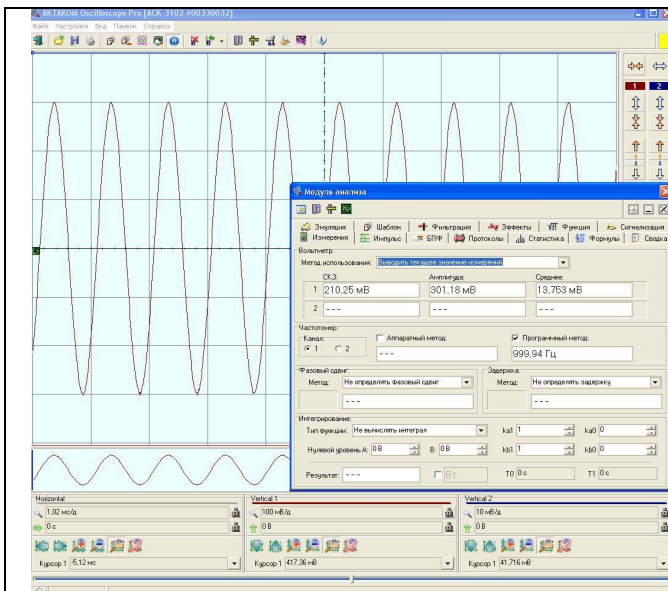 AKTAKOM Oscilloscope Pro [ACK-3102 #00330032]
Файл Настройки Вид Панели Справка
1 2
Модуль анализа
Эмуляция Шаблон Фильтрация Эффекты Функция Сигнализация
Измерения Импульс БПФ Протоколы Статистика Формулы Сводка
Вольтметр:
Метод использования: Выводить текущее значение измерений
СКЗ: Амплитуда: Среднее:
1 210,25 мВ 301,18 мВ 13,753 мВ
2 --- --- ---
Частотомер:
Канал: Аппаратный метод: Программный метод:
1 2 --- 999,94 Гц
Фазовый сдвиг: Задержка:
Метод: Не определять фазовый сдвиг Метод: Не определять задержку
--- ---
Интегрирование:
Тип функции: Не вычислять интеграл ka1 1 ka0 0
Нулевой уровень A: 0 В B: 0 В kb1 1 kb0 0
Результат: --- Вт T0 0 с T1 0 с
Horizontal Vertical 1 Vertical 2
1,02 мс/д 100 мВ/д 10 мВ/д
0 с 0 В 0 В
Курсор 1 -5,12 мс Курсор 1 417,36 мВ Курсор 1 41,716 мВ